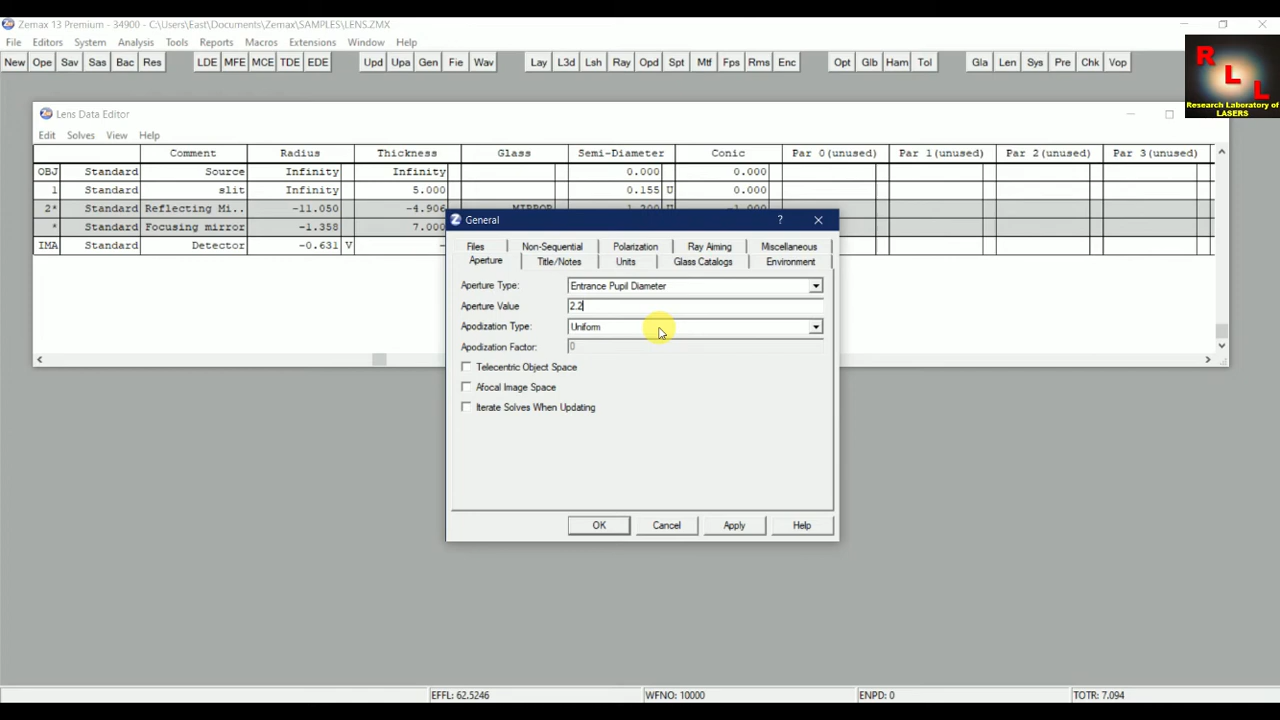 Zemax 13 Premium - 34900 - C:\Users\East\Documents\Zemax\SAMPLES\LENS.ZMX
File Editors System Analysis Tools Reports Macros Extensions Window Help
New Ope Sav Sas Bac Res LDE MFE MCE TDE EDE Upd Upa Gen Fie Wav Lay L3d Lsh Ray Opd Spt Mtf Fps Rms Enc Opt Glb Ham Tol Gla Len Sys Pre Chk Vop
R L L
Research Laboratory of
LASERS
Lens Data Editor
Edit Solves View Help
Comment Radius Thickness Glass Semi-Diameter Conic Par 0(unused) Par 1(unused) Par 2(unused) Par 3(unused)
OBJ Standard Source Infinity Infinity 0.000 0.000
1 Standard slit Infinity 5.000 0.155 U 0.000
2* Standard Reflecting Mi.. -11.050 -4.906 MIRROR 1.200 U -1.000
* Standard Focusing mirror -1.358 7.000
IMA Standard Detector -0.631 V -
General
Files Non-Sequential Polarization Ray Aiming Miscellaneous
Aperture Title/Notes Units Glass Catalogs Environment
Aperture Type: Entrance Pupil Diameter
Aperture Value 2.2
Apodization Type: Uniform
Apodization Factor: 0
Telecentric Object Space
Afocal Image Space
Iterate Solves When Updating
OK Cancel Apply Help
EFFL: 62.5246 WFNO: 10000 ENPD: 0 TOTR: 7.094